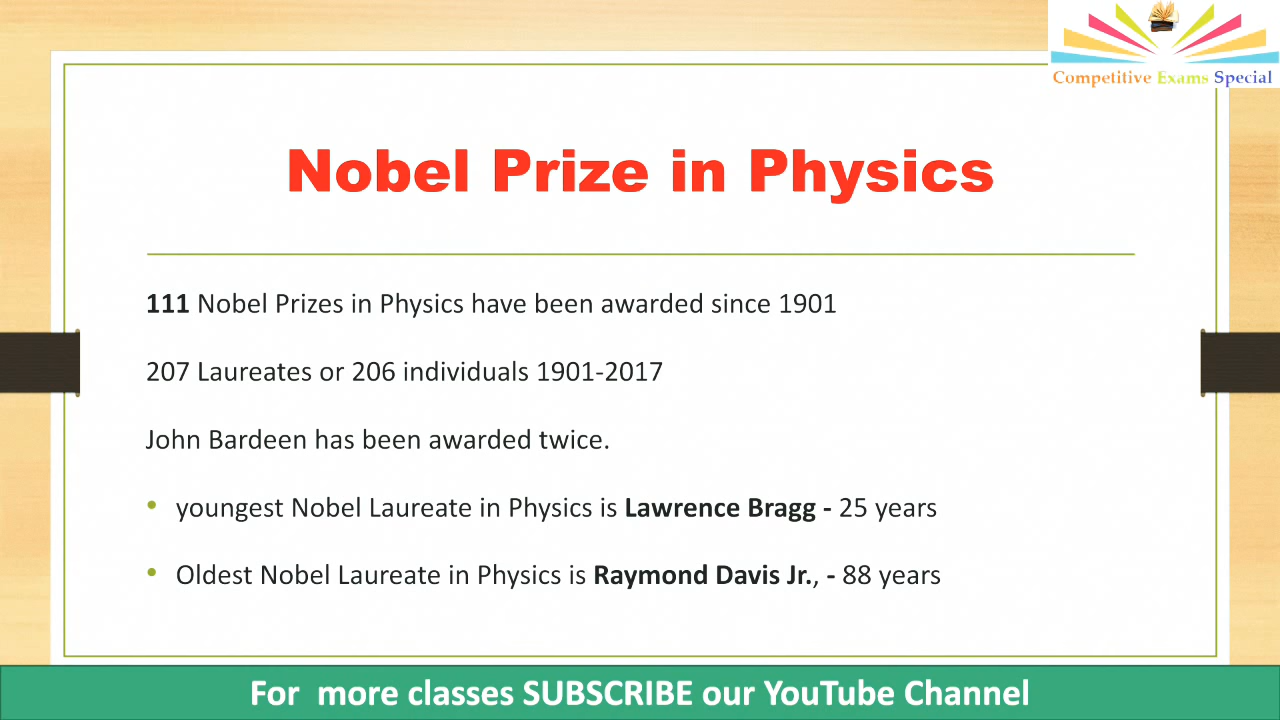 Competitive Exams Special
Nobel Prize in Physics
111 Nobel Prizes in Physics have been awarded since 1901
207 Laureates or 206 individuals 1901-2017
John Bardeen has been awarded twice.
• youngest Nobel Laureate in Physics is Lawrence Bragg - 25 years
• Oldest Nobel Laureate in Physics is Raymond Davis Jr., - 88 years
For more classes SUBSCRIBE our YouTube Channel